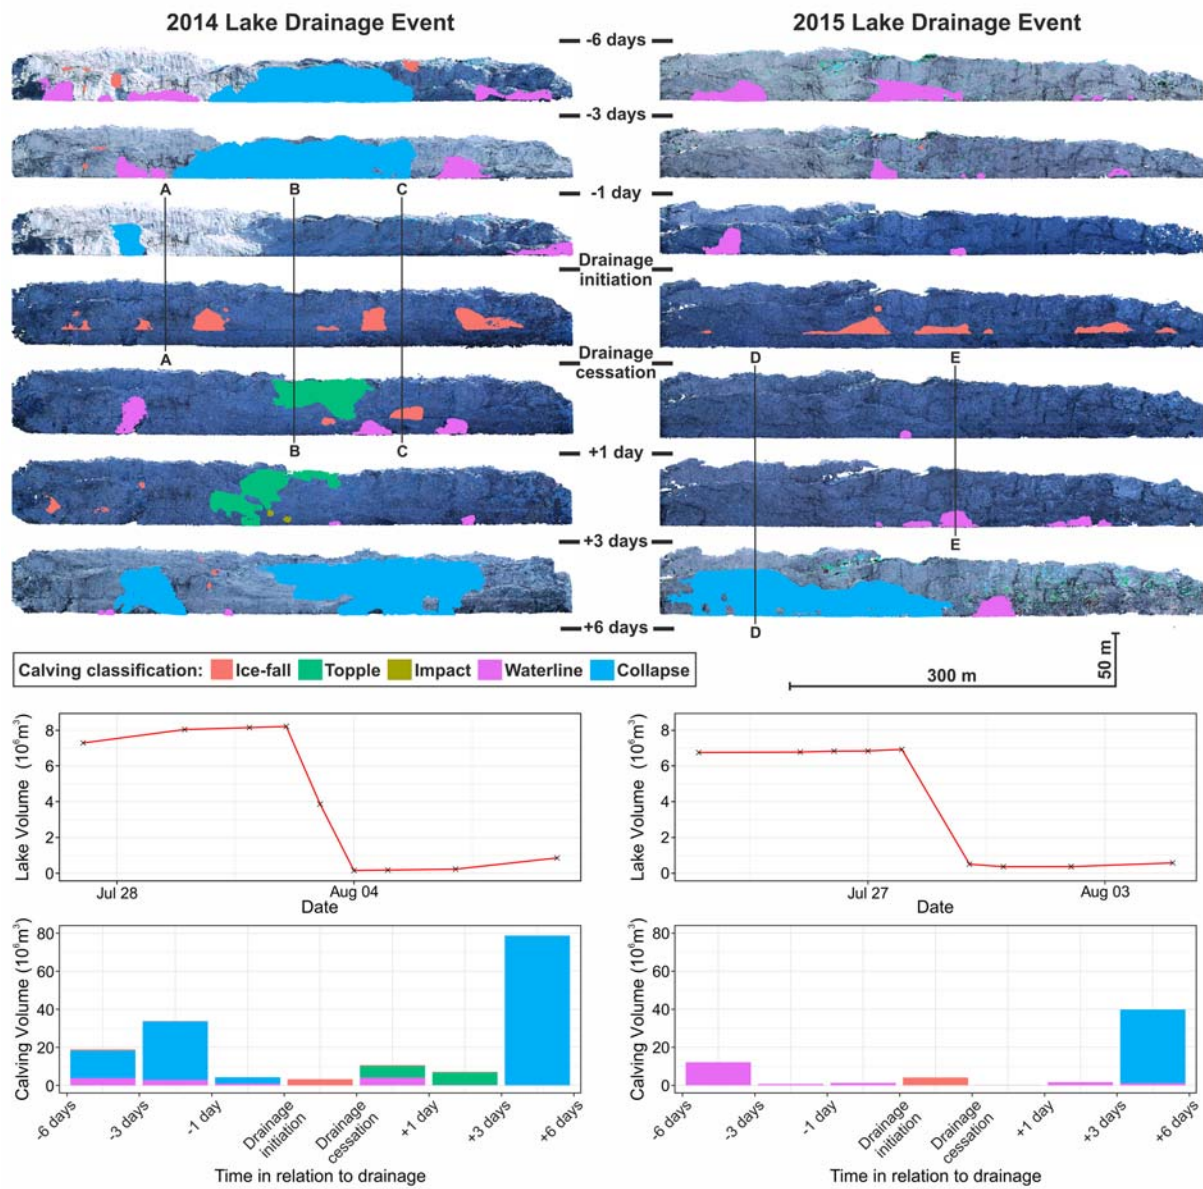 2014 Lake Drainage Event
2015 Lake Drainage Event
-6 days
-3 days
A B C
-1 day
Drainage
initiation
A
Drainage
cessation
D E
B C
+1 day
+3 days
E
+6 days
D
Calving classification: Ice-fall Topple Impact Waterline Collapse
300 m
50 m
Lake Volume (10⁶m³)
8
6
4
2
0
Jul 28
Aug 04
Date
Lake Volume (10⁶m³)
8
6
4
2
0
Jul 27
Aug 03
Date
Calving Volume (10⁶m³)
80
60
40
20
0
-6 days
-3 days
-1 day
Drainage
initiation
Drainage
cessation
+1 day
+3 days
+6 days
Time in relation to drainage
Calving Volume (10⁶m³)
80
60
40
20
0
-6 days
-3 days
-1 day
Drainage
initiation
Drainage
cessation
+1 day
+3 days
+6 days
Time in relation to drainage